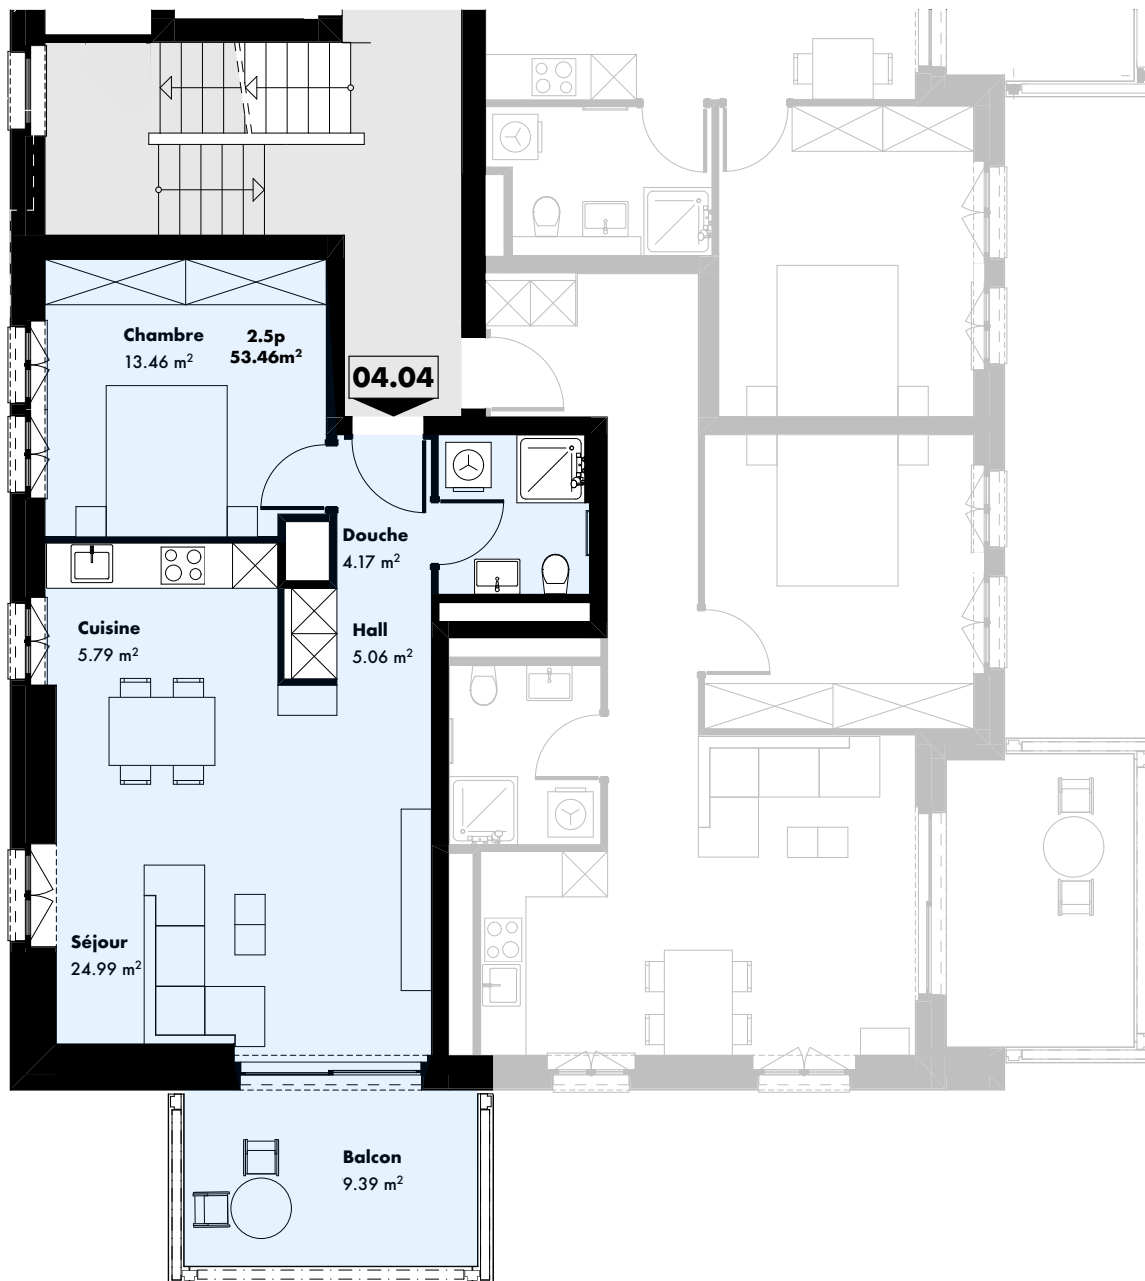 Chambre
13.46 m²
2.5p
53.46m²
04.04
Douche
4.17 m²
Cuisine
5.79 m²
Hall
5.06 m²
Séjour
24.99 m²
Balcon
9.39 m²